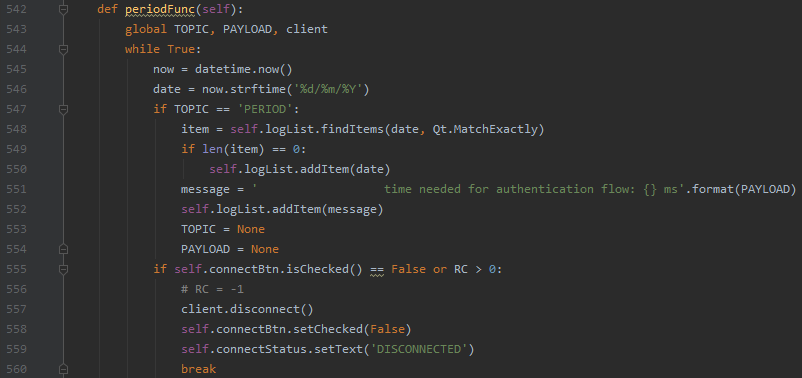 542 def periodFunc(self):
543 global TOPIC, PAYLOAD, client
544 while True:
545 now = datetime.now()
546 date = now.strftime('%d/%m/%Y')
547 if TOPIC == 'PERIOD':
548 item = self.logList.findItems(date, Qt.MatchExactly)
549 if len(item) == 0:
550 self.logList.addItem(date)
551 message = '                  time needed for authentication flow: {} ms'.format(PAYLOAD)
552 self.logList.addItem(message)
553 TOPIC = None
554 PAYLOAD = None
555 if self.connectBtn.isChecked() == False or RC > 0:
556 # RC = -1
557 client.disconnect()
558 self.connectBtn.setChecked(False)
559 self.connectStatus.setText('DISCONNECTED')
560 break